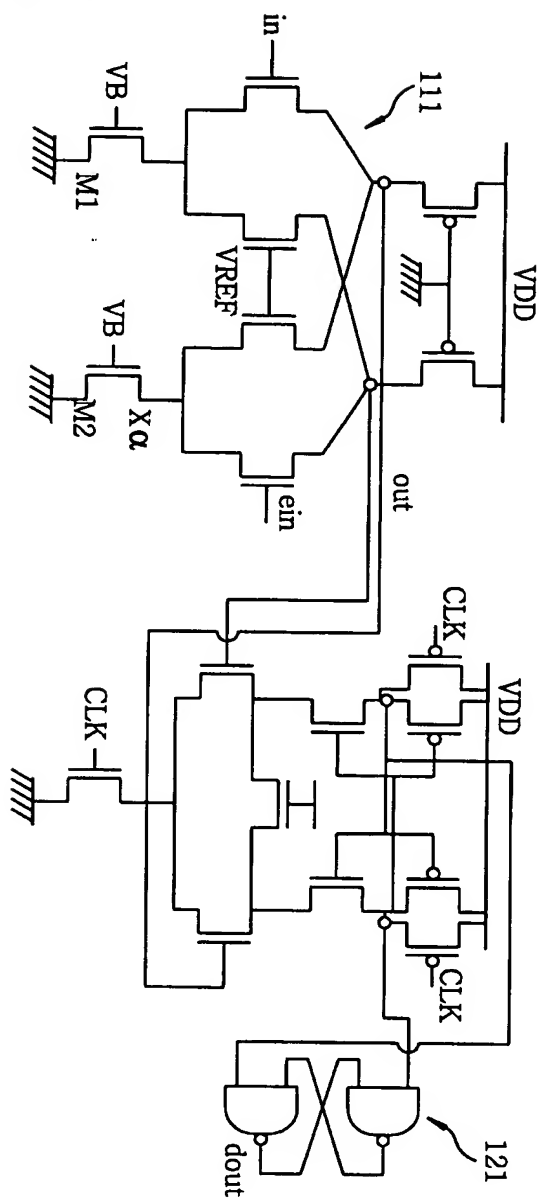 111
in
VB
M1
VREF
VDD
VB
M2
Xα
ein
out
CLK
VDD
CLK
CLK
121
dout